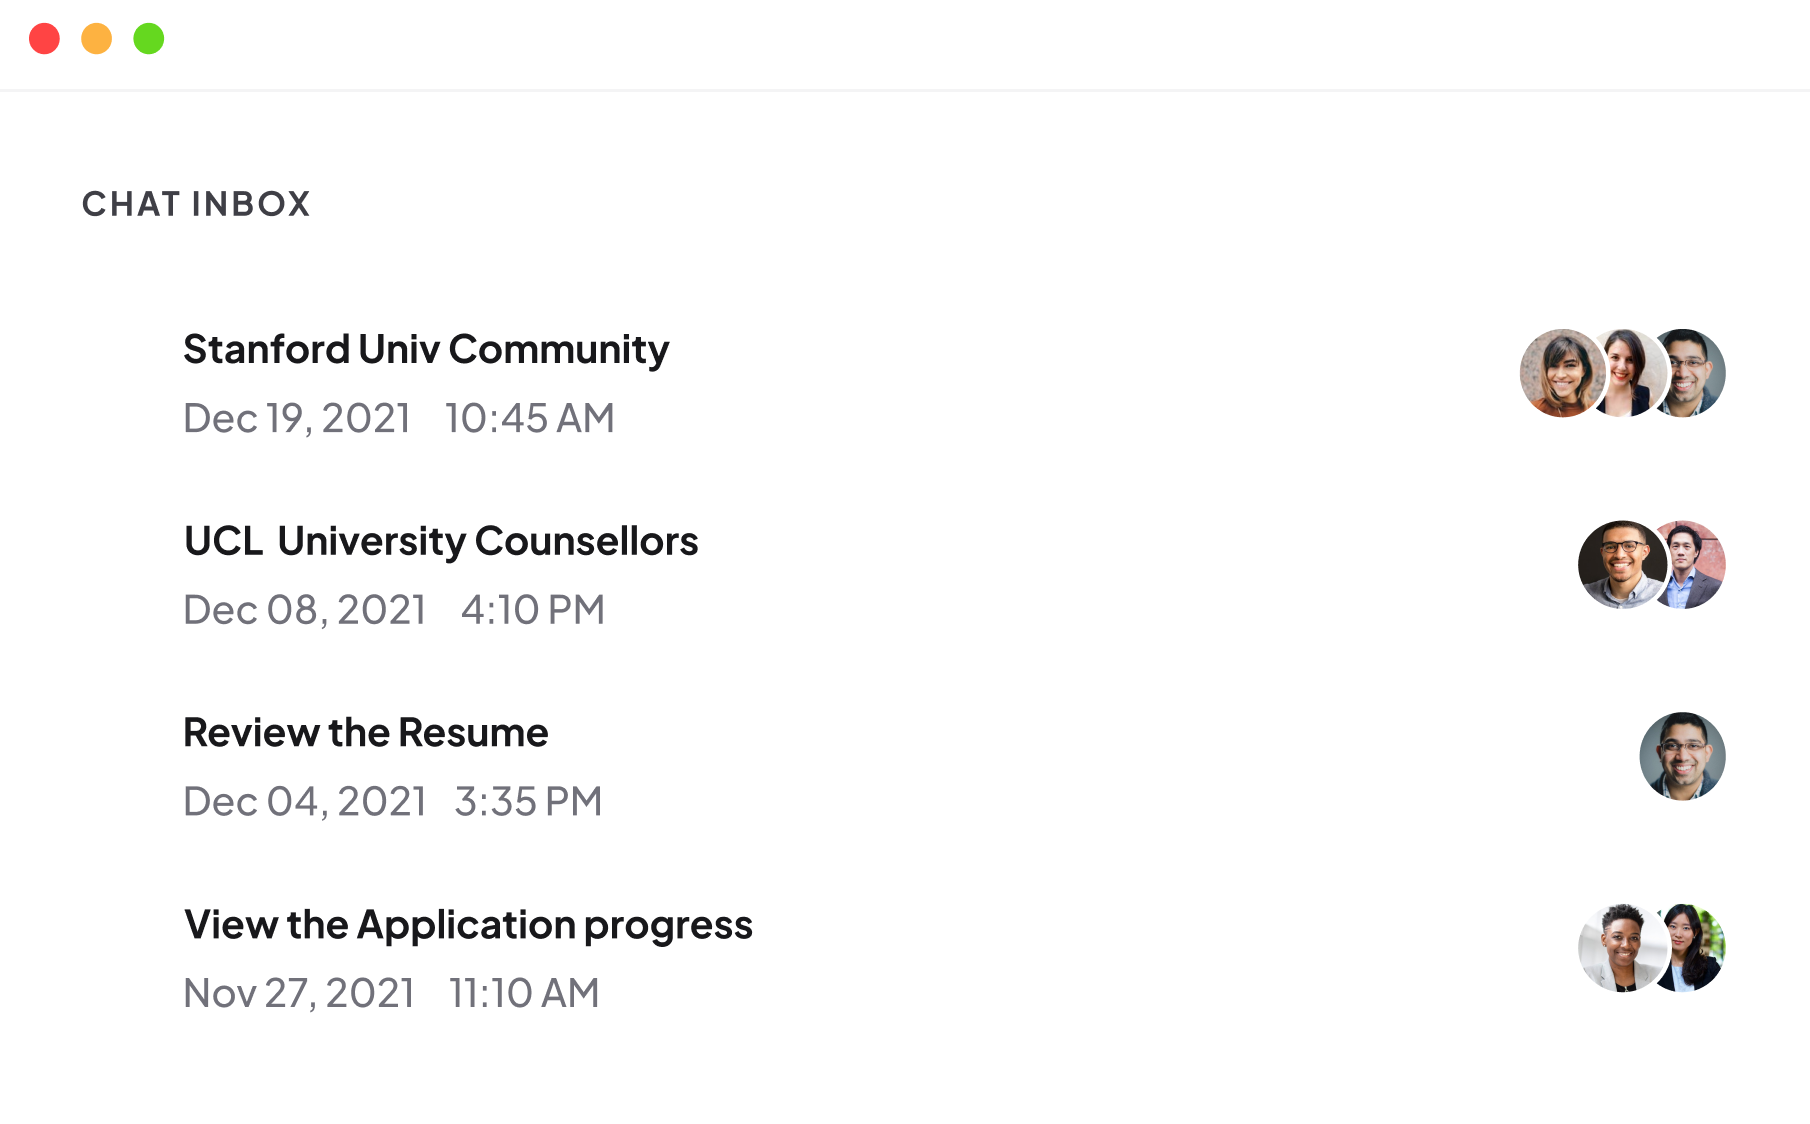 CHAT INBOX
Stanford Univ Community
Dec 19, 2021 10:45 AM
UCL University Counsellors
Dec 08, 2021 4:10 PM
Review the Resume
Dec 04, 2021 3:35 PM
View the Application progress
Nov 27, 2021 11:10 AM